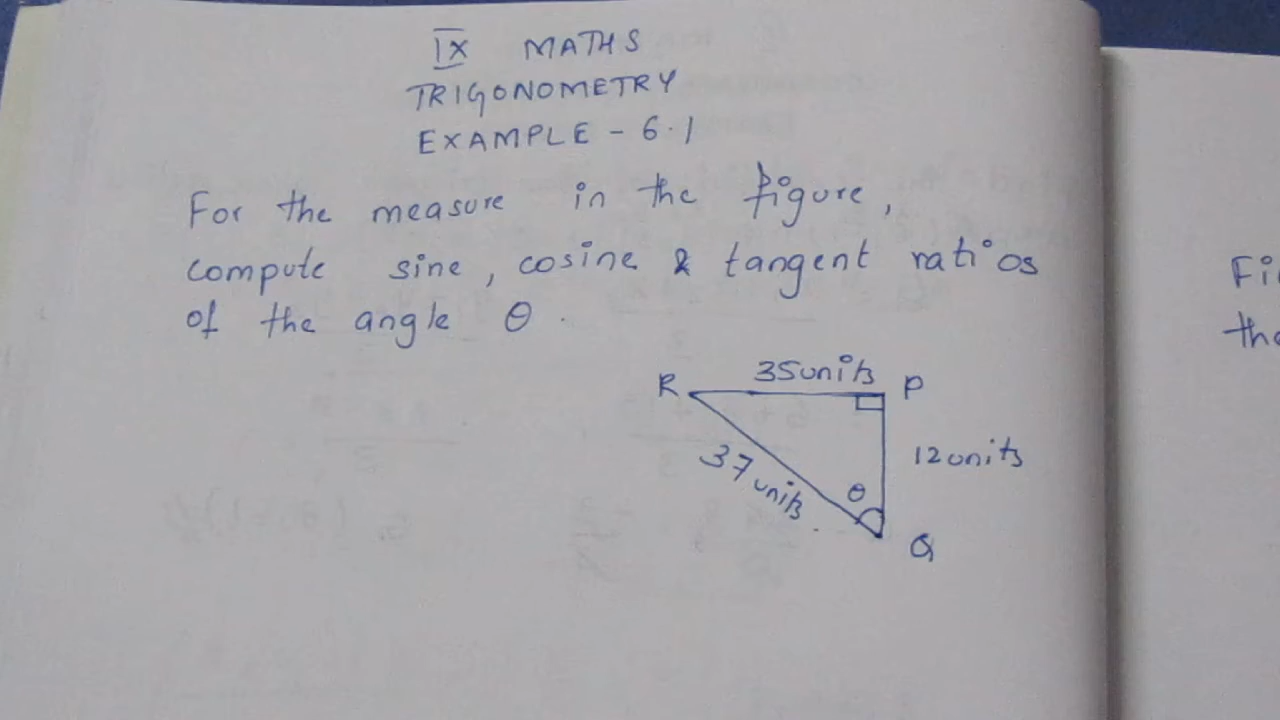 IX MATHS
TRIGONOMETRY
EXAMPLE - 6.1
For the measure in the figure,
compute sine, cosine & tangent ratios
of the angle θ.
35units
R
P
12units
37 units
θ
Q
Fi
the